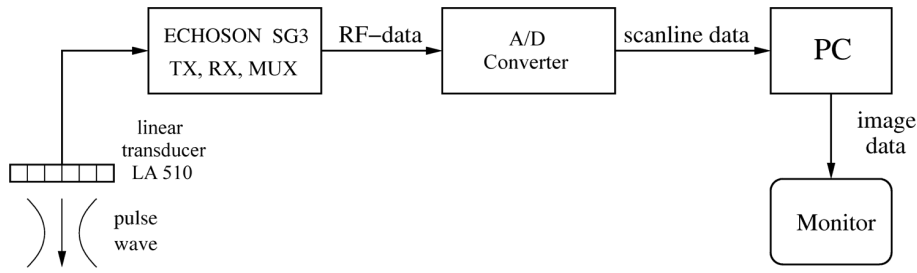 ECHOSON SG3
TX, RX, MUX
RF−data
A/D
Converter
scanline data
PC
image
data
Monitor
linear
transducer
LA 510
pulse
wave